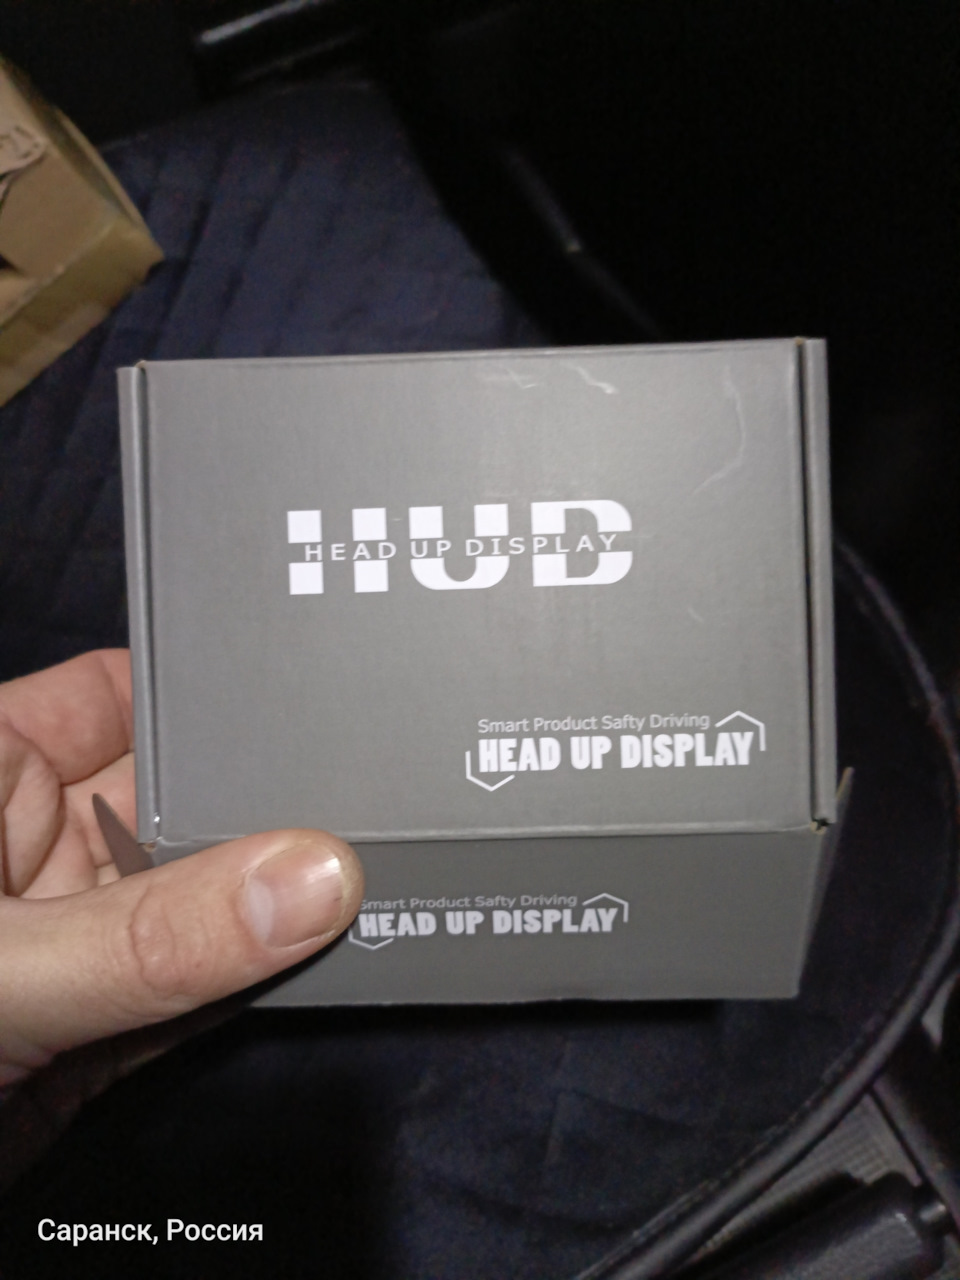 HUD
HEAD UP DISPLAY
Smart Product Safty Driving
HEAD UP DISPLAY
Smart Product Safty Driving
HEAD UP DISPLAY
Саранск, Россия